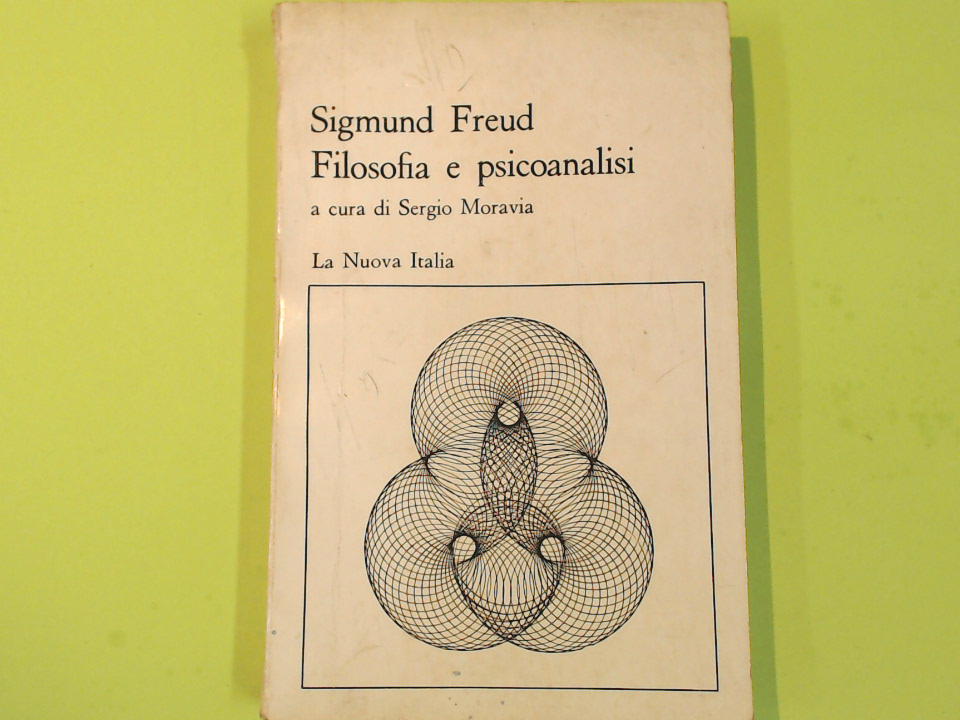 Sigmund Freud
Filosofia e psicoanalisi
a cura di Sergio Moravia
La Nuova Italia